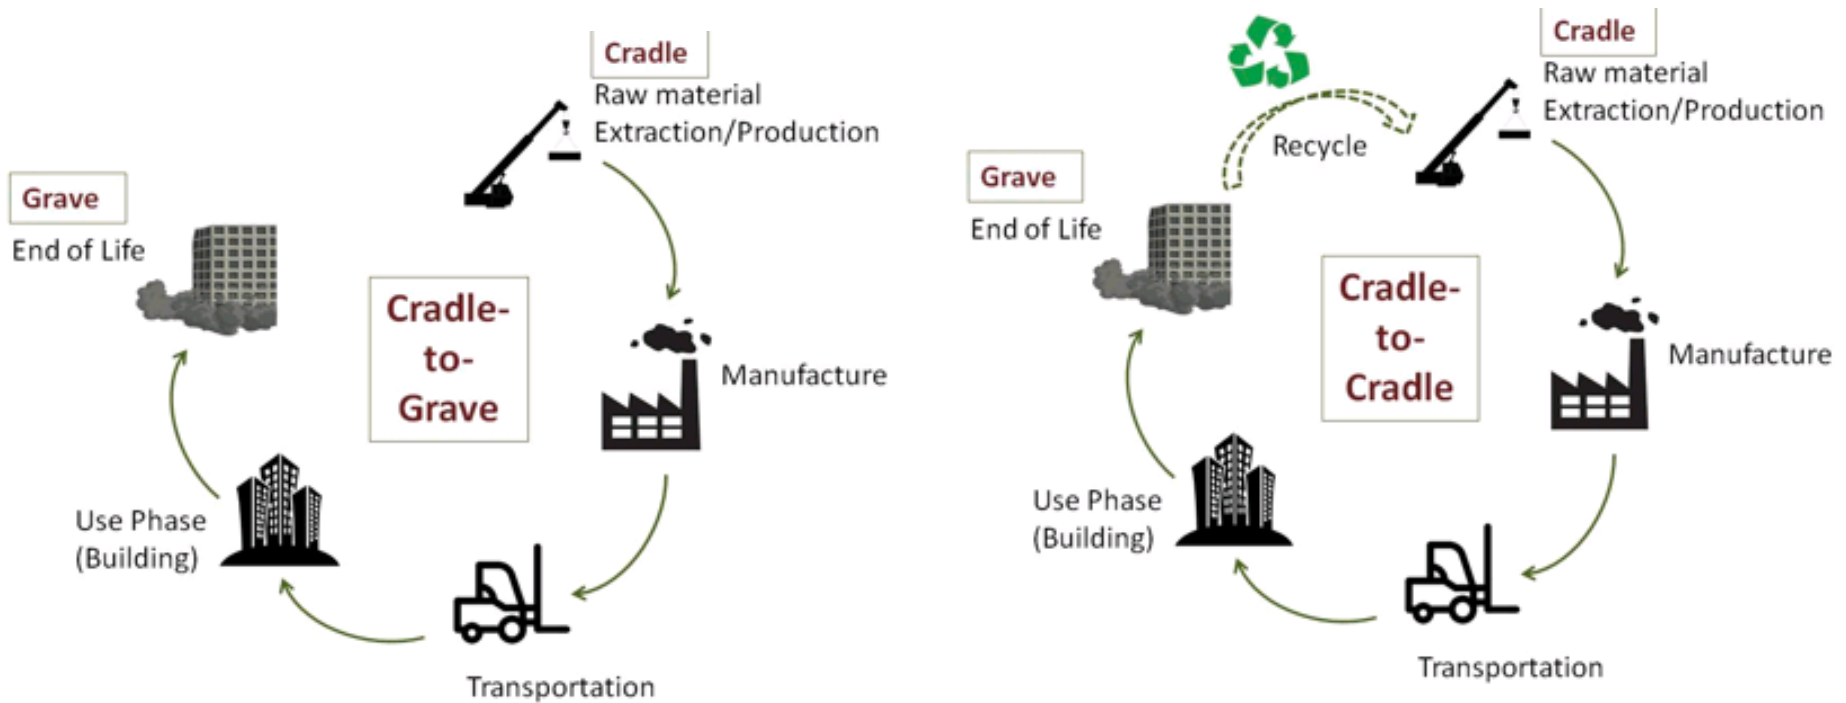 Cradle
Raw material
Extraction/Production
Grave
End of Life
Cradle-
to-
Grave
Manufacture
Use Phase
(Building)
Transportation
Cradle
Raw material
Extraction/Production
Recycle
Grave
End of Life
Cradle-
to-
Cradle
Manufacture
Use Phase
(Building)
Transportation